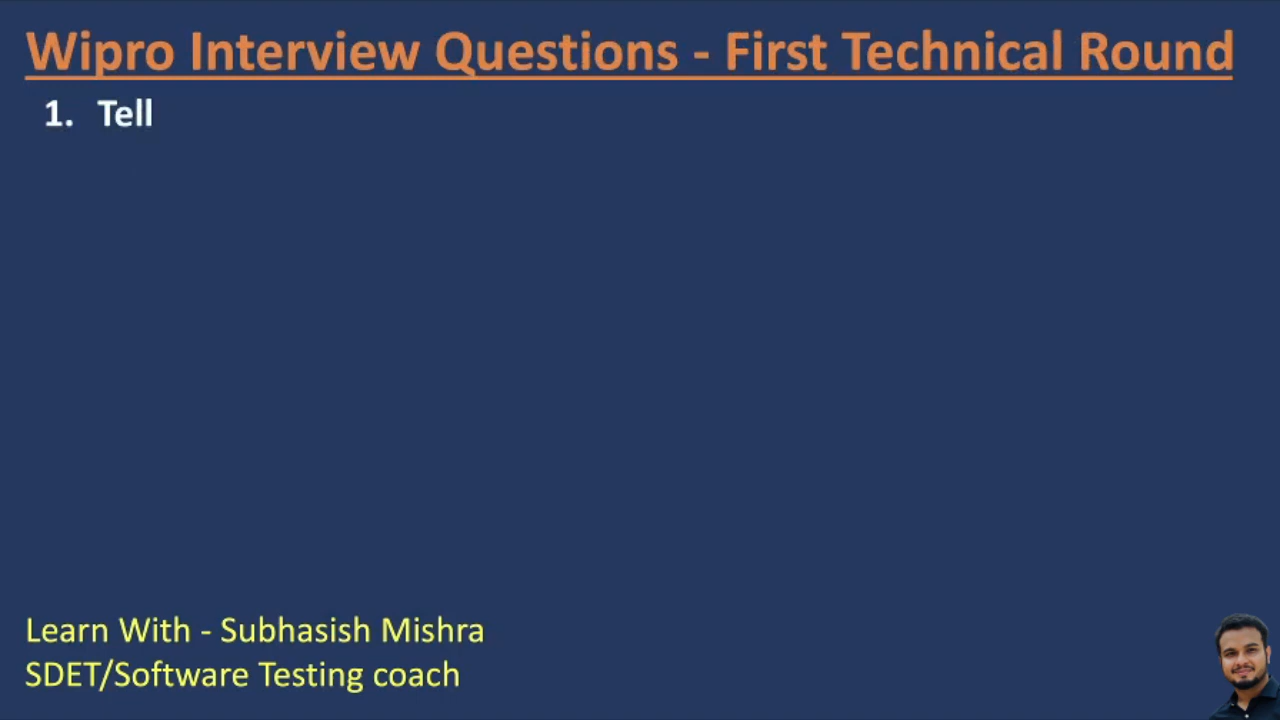 Wipro Interview Questions - First Technical Round
1. Tell
Learn With - Subhasish Mishra
SDET/Software Testing coach